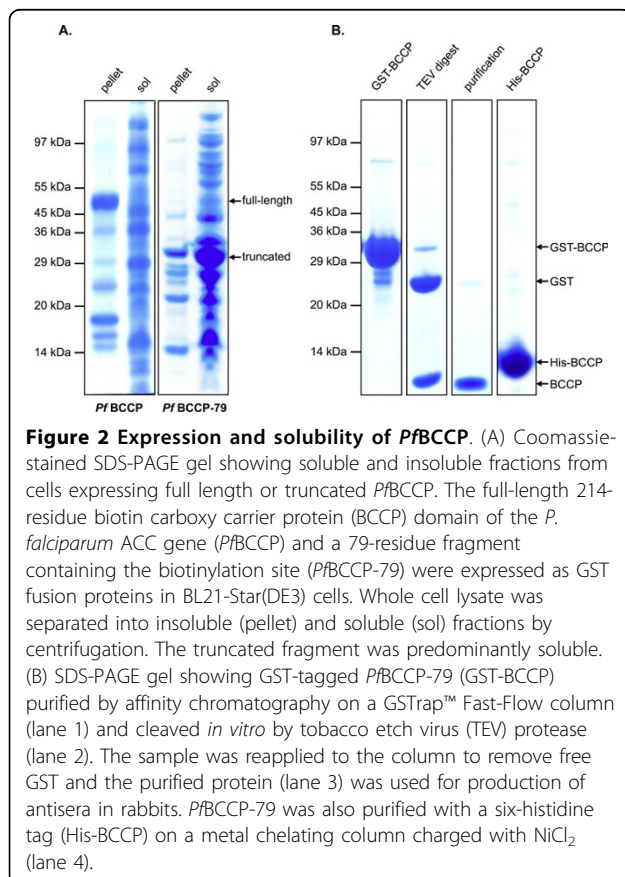 A.
B.
pellet
sol
pellet
sol
GST-BCCP
TEV digest
purification
His-BCCP
97 kDa
55 kDa
45 kDa
36 kDa
29 kDa
20 kDa
14 kDa
full-length
truncated
Pf BCCP
Pf BCCP-79
97 kDa
55 kDa
45 kDa
36 kDa
29 kDa
20 kDa
14 kDa
GST-BCCP
GST
His-BCCP
BCCP
Figure 2 Expression and solubility of PfBCCP. (A) Coomassie-
stained SDS-PAGE gel showing soluble and insoluble fractions from
cells expressing full length or truncated PfBCCP. The full-length 214-
residue biotin carboxy carrier protein (BCCP) domain of the P.
falciparum ACC gene (PfBCCP) and a 79-residue fragment
containing the biotinylation site (PfBCCP-79) were expressed as GST
fusion proteins in BL21-Star(DE3) cells. Whole cell lysate was
separated into insoluble (pellet) and soluble (sol) fractions by
centrifugation. The truncated fragment was predominantly soluble.
(B) SDS-PAGE gel showing GST-tagged PfBCCP-79 (GST-BCCP)
purified by affinity chromatography on a GSTrap™ Fast-Flow column
(lane 1) and cleaved in vitro by tobacco etch virus (TEV) protease
(lane 2). The sample was reapplied to the column to remove free
GST and the purified protein (lane 3) was used for production of
antisera in rabbits. PfBCCP-79 was also purified with a six-histidine
tag (His-BCCP) on a metal chelating column charged with NiCl₂
(lane 4).